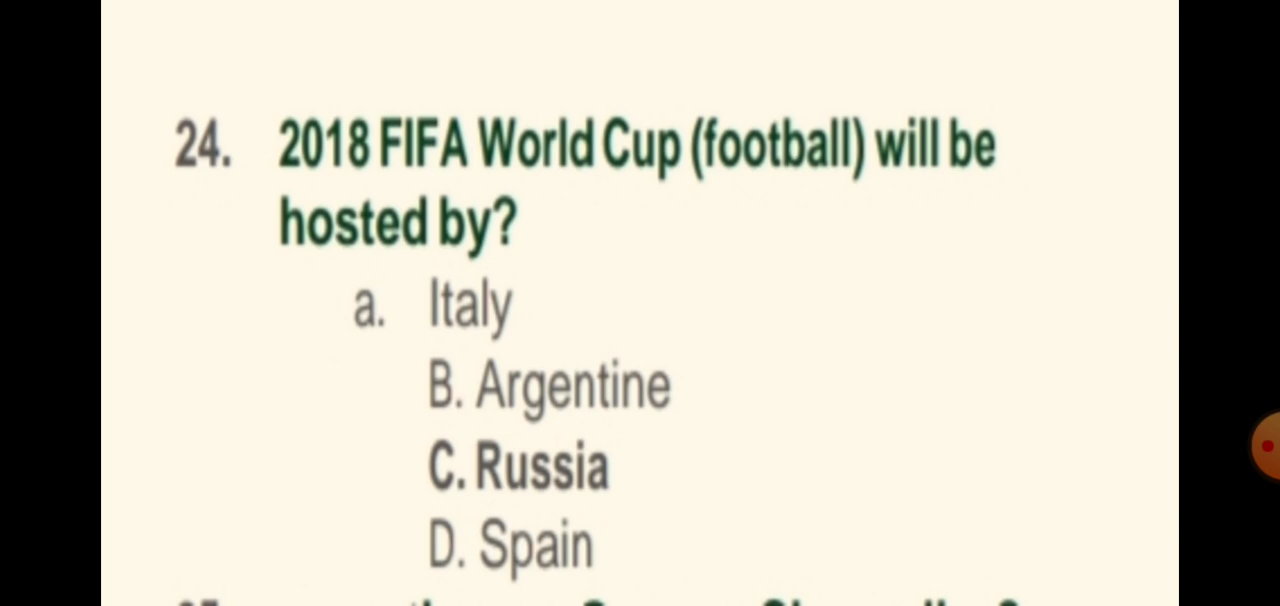 24. 2018 FIFA World Cup (football) will be
hosted by?
a. Italy
B. Argentine
C. Russia
D. Spain